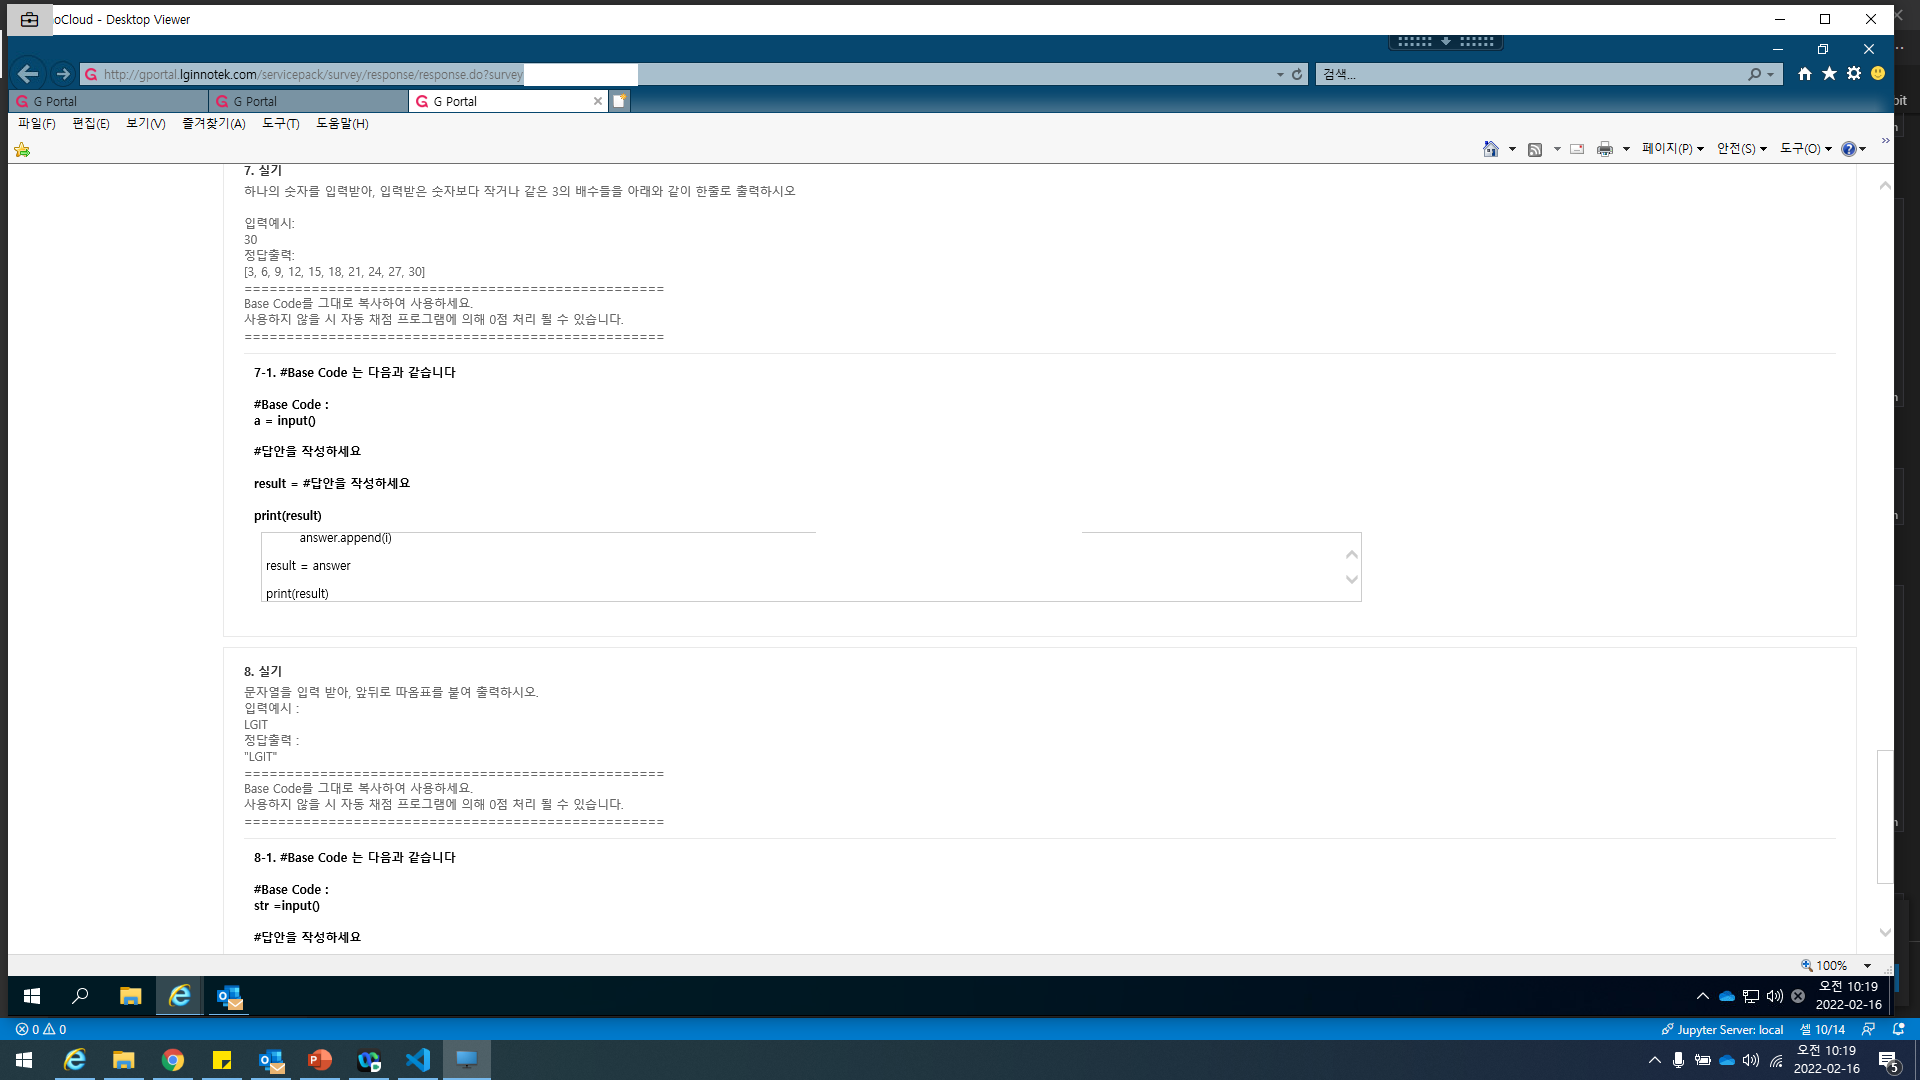 oCloud - Desktop Viewer
http://gportal.lginnotek.com/servicepack/survey/response/response.do?survey
검색...
G Portal
G Portal
G Portal
파일(F) 편집(E) 보기(V) 즐겨찾기(A) 도구(T) 도움말(H)
페이지(P) 안전(S) 도구(O)
7. 실기
하나의 숫자를 입력받아, 입력받은 숫자보다 작거나 같은 3의 배수들을 아래와 같이 한줄로 출력하시오
입력예시:
30
정답출력:
[3, 6, 9, 12, 15, 18, 21, 24, 27, 30]
==================================================
Base Code를 그대로 복사하여 사용하세요.
사용하지 않을 시 자동 채점 프로그램에 의해 0점 처리 될 수 있습니다.
==================================================
7-1. #Base Code 는 다음과 같습니다
#Base Code :
a = input()
#답안을 작성하세요
result = #답안을 작성하세요
print(result)
answer.append(i)
result = answer
print(result)
8. 실기
문자열을 입력 받아, 앞뒤로 따옴표를 붙여 출력하시오.
입력예시 :
LGIT
정답출력 :
"LGIT"
==================================================
Base Code를 그대로 복사하여 사용하세요.
사용하지 않을 시 자동 채점 프로그램에 의해 0점 처리 될 수 있습니다.
==================================================
8-1. #Base Code 는 다음과 같습니다
#Base Code :
str =input()
#답안을 작성하세요
100%
오전 10:19
2022-02-16
0 0
Jupyter Server: local 셀 10/14
오전 10:19
2022-02-16
5